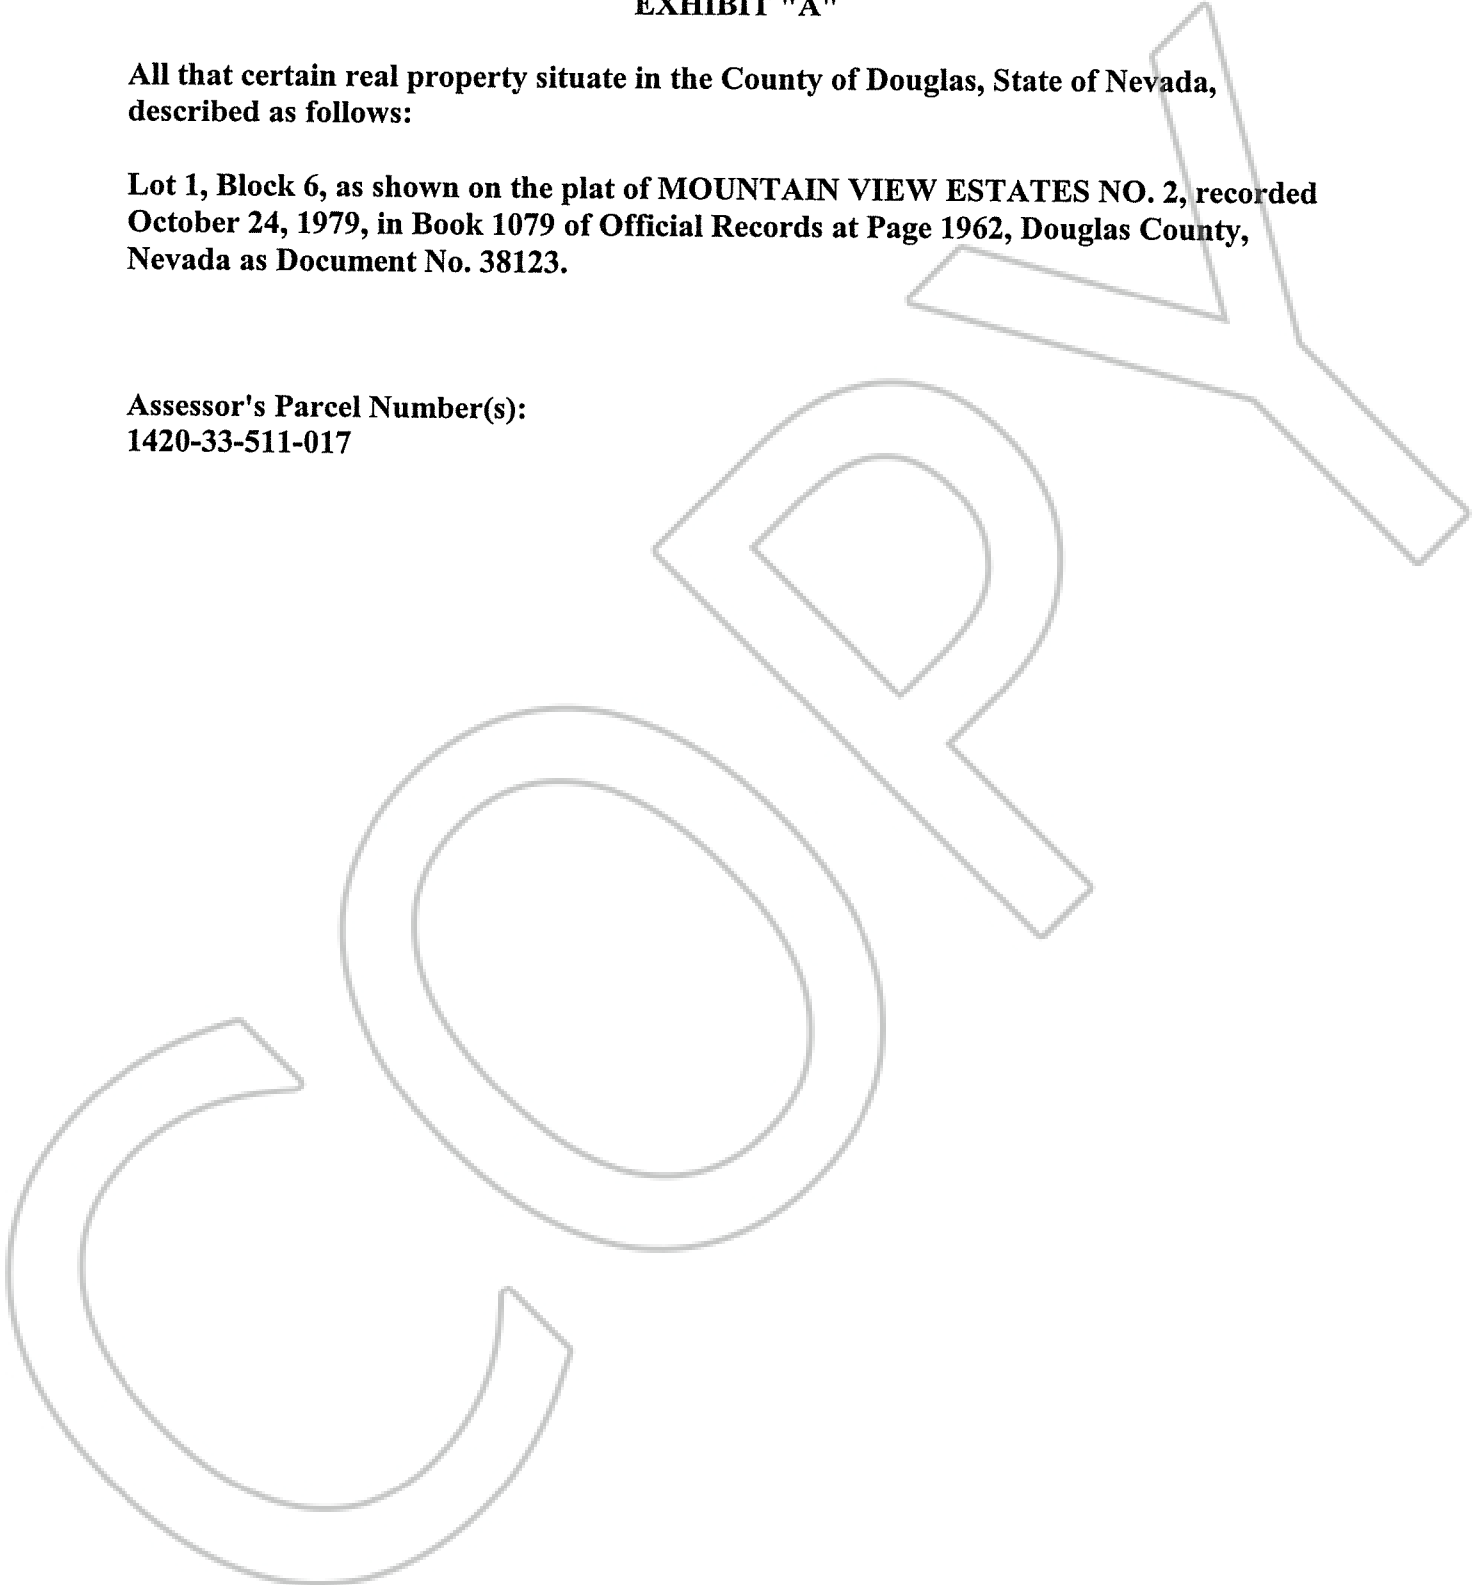 EXHIBIT "A"
All that certain real property situate in the County of Douglas, State of Nevada,
described as follows:
Lot 1, Block 6, as shown on the plat of MOUNTAIN VIEW ESTATES NO. 2, recorded
October 24, 1979, in Book 1079 of Official Records at Page 1962, Douglas County,
Nevada as Document No. 38123.
Assessor's Parcel Number(s):
1420-33-511-017
COPY